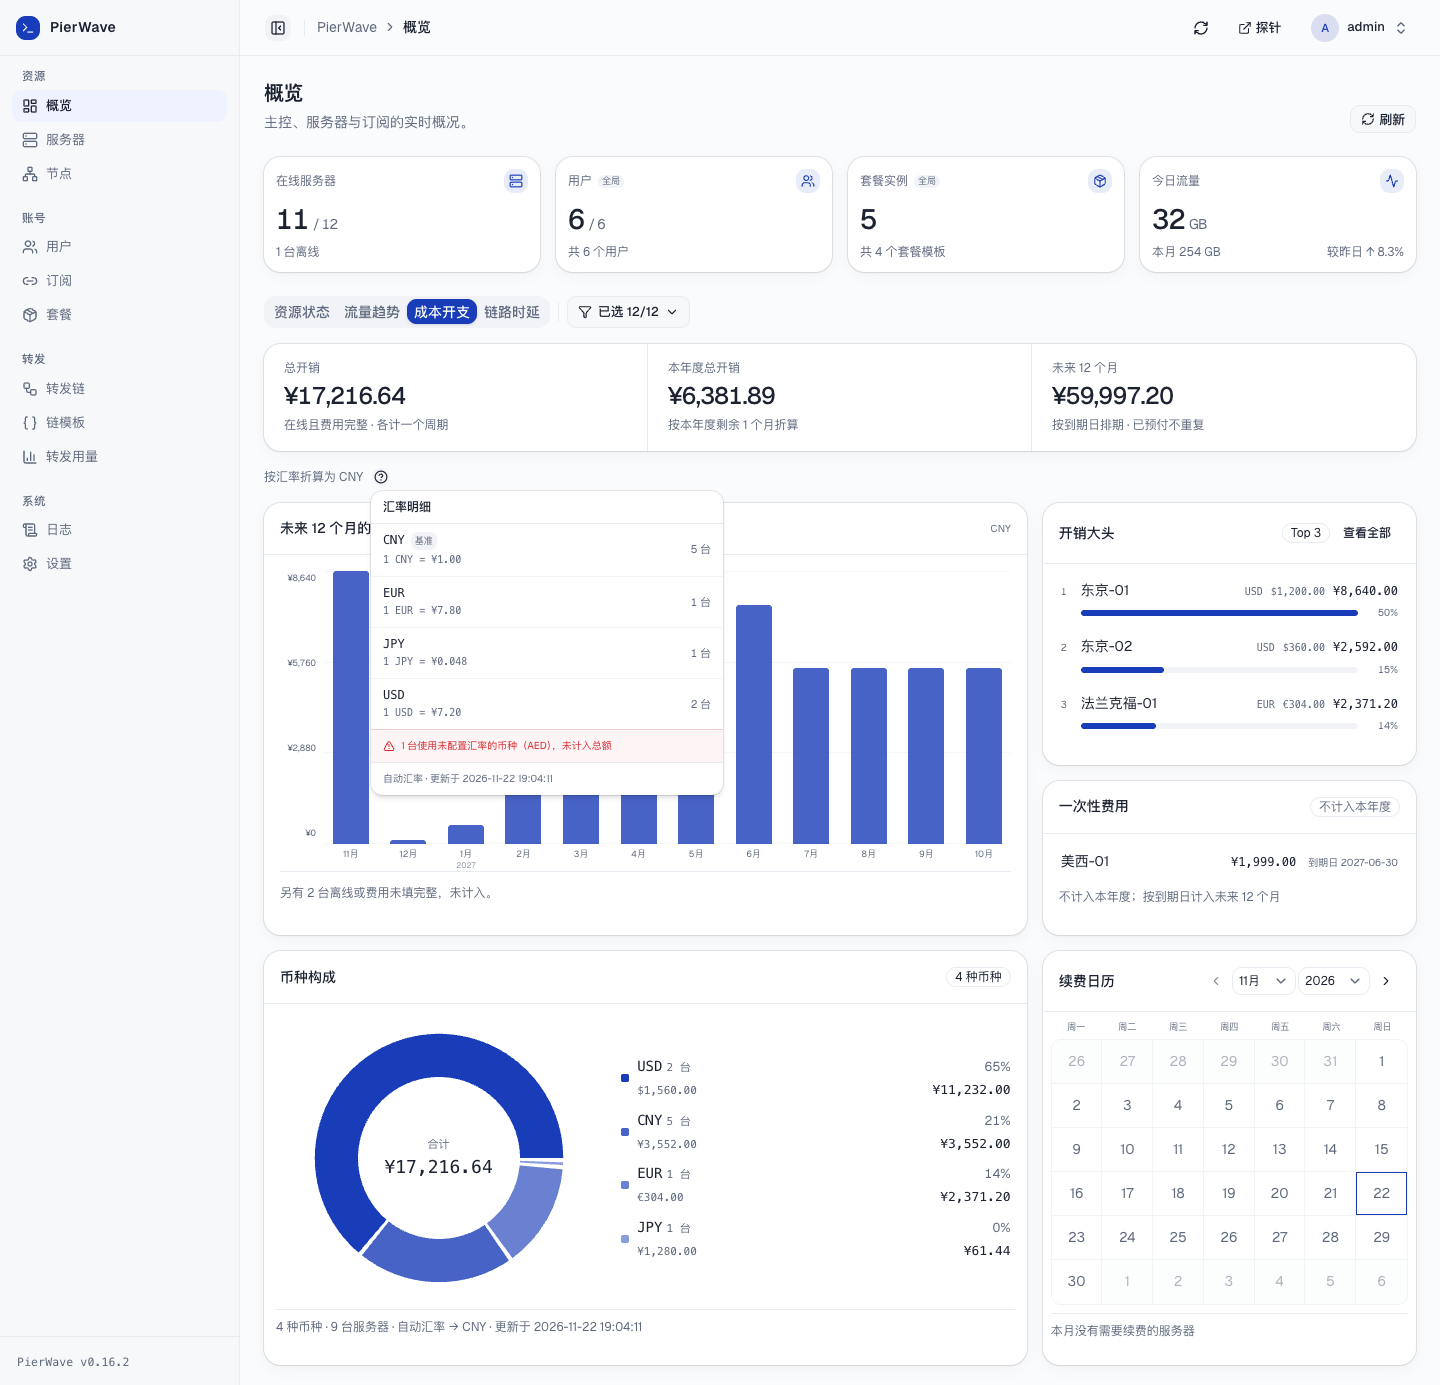 PierWave
PierWave > 概览
探针
A admin
资源
概览
服务器
节点
账号
用户
订阅
套餐
转发
转发链
链模板
转发用量
系统
日志
设置
PierWave v0.16.2
概览
主控、服务器与订阅的实时概况。
刷新
在线服务器
11 / 12
1 台离线
用户 全局
6 / 6
共 6 个用户
套餐实例 全局
5
共 4 个套餐模板
今日流量
32 GB
本月 254 GB 较昨日 ↑ 8.3%
资源状态 流量趋势 成本开支 链路时延 已选 12/12
总开销
¥17,216.64
在线且费用完整 · 各计一个周期
本年度总开销
¥6,381.89
按本年度剩余 1 个月折算
未来 12 个月
¥59,997.20
按到期日排期 · 已预付不重复
按汇率折算为 CNY
未来 12 个月的
CNY
汇率明细
CNY 基准
1 CNY = ¥1.00
5 台
EUR
1 EUR = ¥7.80
1 台
JPY
1 JPY = ¥0.048
1 台
USD
1 USD = ¥7.20
2 台
1 台使用未配置汇率的币种（AED），未计入总额
自动汇率 · 更新于 2026-11-22 19:04:11
¥8,640
¥5,760
¥2,880
¥0
11月 12月 1月 2月 3月 4月 5月 6月 7月 8月 9月 10月
2027
另有 2 台离线或费用未填完整，未计入。
开销大头
Top 3 查看全部
1 东京-01 USD $1,200.00 ¥8,640.00
50%
2 东京-02 USD $360.00 ¥2,592.00
15%
3 法兰克福-01 EUR €304.00 ¥2,371.20
14%
一次性费用 不计入本年度
美西-01 ¥1,999.00 到期日 2027-06-30
不计入本年度；按到期日计入未来 12 个月
币种构成 4 种币种
合计
¥17,216.64
USD 2 台 65%
$1,560.00 ¥11,232.00
CNY 5 台 21%
¥3,552.00 ¥3,552.00
EUR 1 台 14%
€304.00 ¥2,371.20
JPY 1 台 0%
¥1,280.00 ¥61.44
4 种币种 · 9 台服务器 · 自动汇率 → CNY · 更新于 2026-11-22 19:04:11
续费日历 11月 2026
周一 周二 周三 周四 周五 周六 周日
26 27 28 29 30 31 1
2 3 4 5 6 7 8
9 10 11 12 13 14 15
16 17 18 19 20 21 22
23 24 25 26 27 28 29
30 1 2 3 4 5 6
本月没有需要续费的服务器